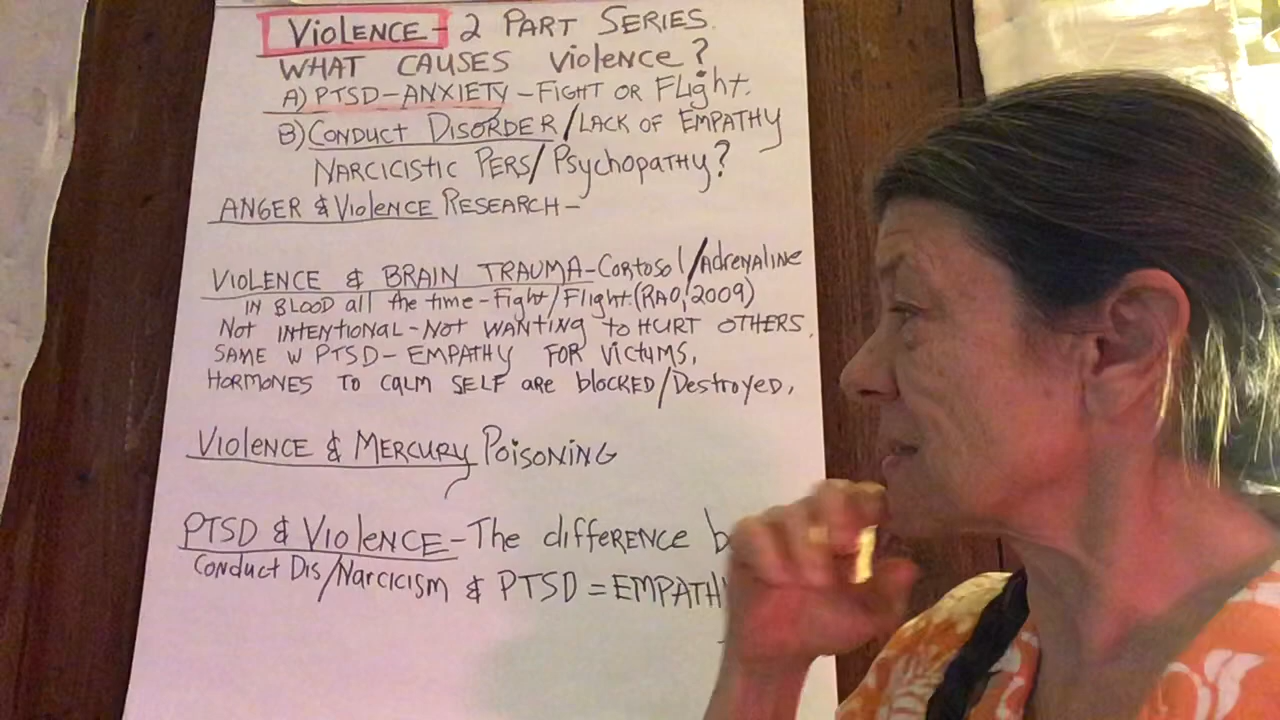 VIOLENCE - 2 PART SERIES.
WHAT CAUSES violence?
A) PTSD-ANXIETY - FIGHT OR FLight.
B) CONDUCT DISORDER/LACK OF EMPATHY
NARCICISTIC PERS/Psychopathy?
ANGER & Violence RESEARCH-
VIOLENCE & BRAIN TRAUMA-Cortosol/Adrenaline
IN BLOOD all the time-Fight/Flight.(RAO, 2009)
NOT INTENTIONAL-NOT WANTING to HURT OTHERS.
SAME W PTSD- EMPATHY FOR VICTUMS,
HORMONES TO CALM SELF ARE blocked/Destroyed,
VIOLENCE & MERCURY POISONING
PTSD & VIOLENCE-The difference b
Conduct Dis/Narcicism & PTSD = EMPATH